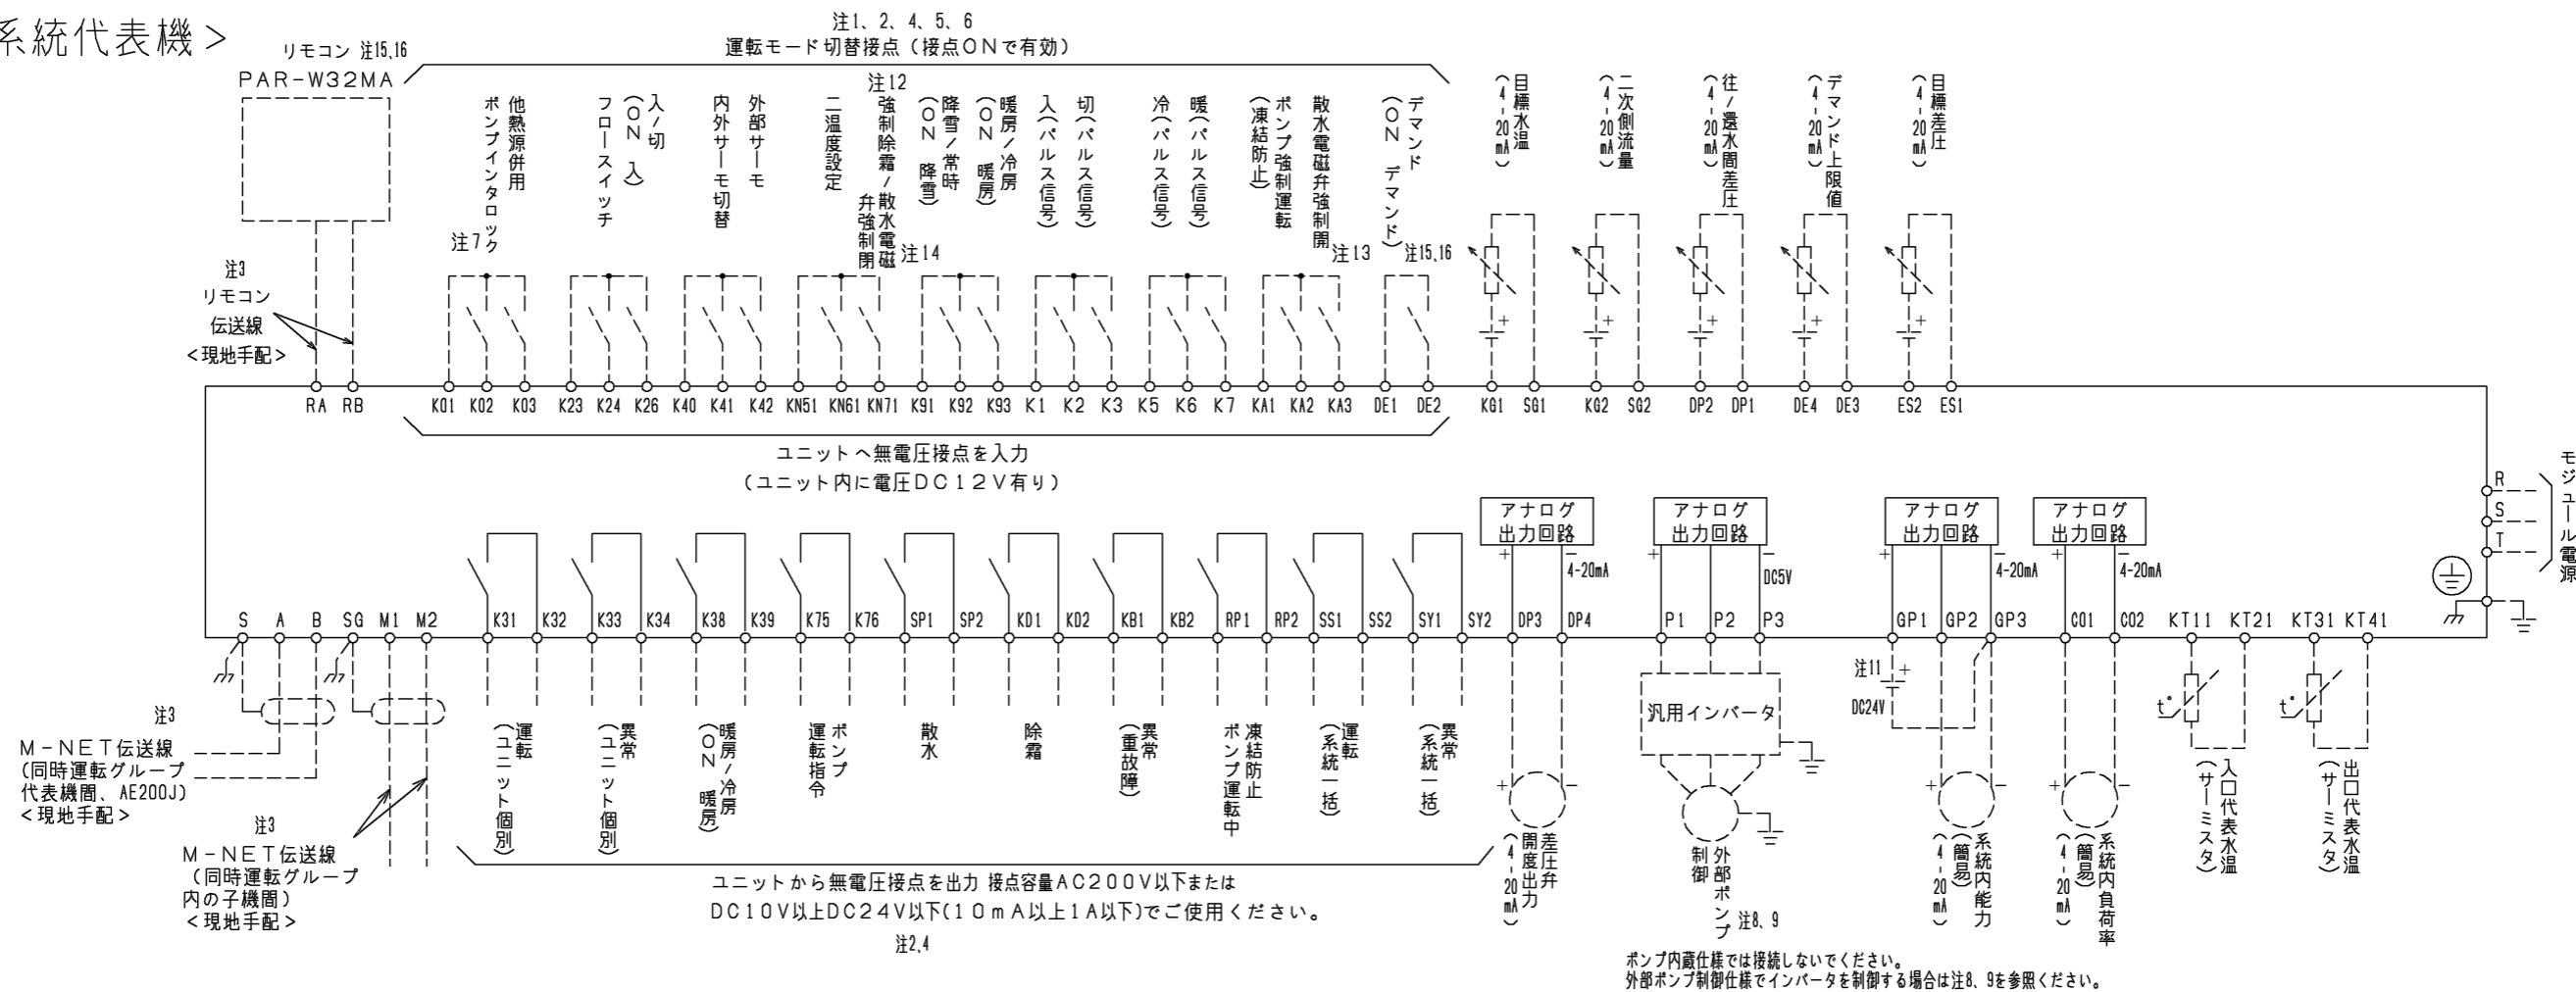 系統代表機＞
リモコン 注15,16
PAR-W32MA
注1、2、4、5、6
運転モード切替接点（接点ONで有効）
注3
リモコン
伝送線
＜現地手配＞
他熱源併用
ポンプインタロック
注7
入/切
(ON 入)
フロースイッチ
外部サーモ
内外サーモ切替
二温度設定
注12
強制除霜/散水電磁
弁強制閉
暖房/冷房
(ON 暖房)
降雪/常時
(ON 降雪)
注14
切(パルス信号)
入(パルス信号)
暖(パルス信号)
冷(パルス信号)
散水電磁弁強制開
ポンプ強制運転
(凍結防止)
注13
デマンド
(ON デマンド)
注15,16
目標水温
(4-20mA)
二次側流量
(4-20mA)
往/還水間差圧
(4-20mA)
デマンド上限値
(4-20mA)
目標差圧
(4-20mA)
+ + + + +
RA RB K01 K02 K03 K23 K24 K26 K40 K41 K42 KN51 KN61 KN71 K91 K92 K93 K1 K2 K3 K5 K6 K7 KA1 KA2 KA3 DE1 DE2 KG1 SG1 KG2 SG2 DP2 DP1 DE4 DE3 ES2 ES1
ユニットへ無電圧接点を入力
（ユニット内に電圧DC12V有り）
モジュール電源
R
S
T
アナログ
出力回路
+ −
4-20mA
アナログ
出力回路
+ −
DC5V
アナログ
出力回路
+ −
4-20mA
アナログ
出力回路
+ −
4-20mA
S A B SG M1 M2 K31 K32 K33 K34 K38 K39 K75 K76 SP1 SP2 KD1 KD2 KB1 KB2 RP1 RP2 SS1 SS2 SY1 SY2 DP3 DP4 P1 P2 P3 GP1 GP2 GP3 CO1 CO2 KT11 KT21 KT31 KT41
注3
M-NET伝送線
(同時運転グループ
代表機間、AE200J)
＜現地手配＞
注3
M-NET伝送線
（同時運転グループ
内の子機間）
＜現地手配＞
運転
(ユニット個別)
異常
(ユニット個別)
暖房/冷房
(ON 暖房)
ポンプ
運転指令
散水
除霜
異常
(重故障)
凍結防止
ポンプ運転中
運転
(系統一括)
異常
(系統一括)
ユニットから無電圧接点を出力 接点容量AC200V以下または
DC10V以上DC24V以下(10mA以上1A以下)でご使用ください。
注2,4
+ −
差圧弁
開度出力
(4-20mA)
汎用インバータ
外部ポンプ
制御
注8、9
注11
+
DC24V
+ −
系統内能力
(簡易)
(4-20mA)
+ −
系統内負荷率
(簡易)
(4-20mA)
t°
入口代表水温
(サーミスタ)
t°
出口代表水温
(サーミスタ)
ポンプ内蔵仕様では接続しないでください。
外部ポンプ制御仕様でインバータを制御する場合は注8、9を参照ください。